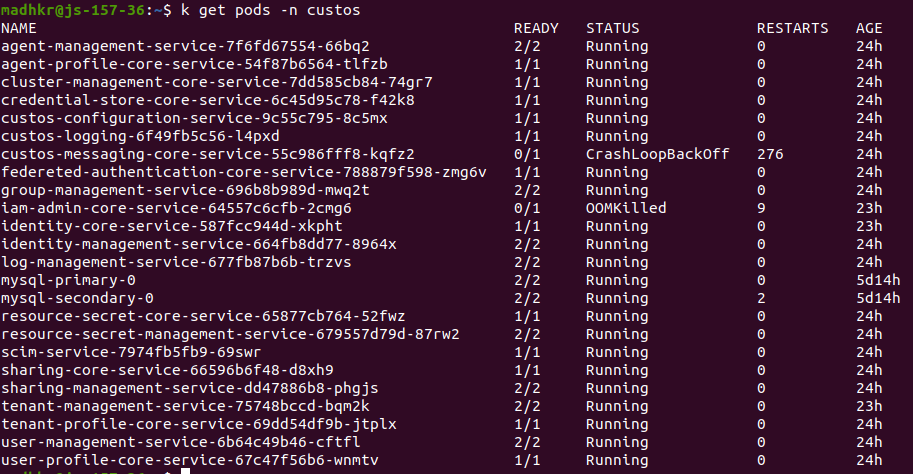 madhkr@js-157-36:~$ k get pods -n custos
NAME READY STATUS RESTARTS AGE
agent-management-service-7f6fd67554-66bq2 2/2 Running 0 24h
agent-profile-core-service-54f87b6564-tlfzb 1/1 Running 0 24h
cluster-management-core-service-7dd585cb84-74gr7 1/1 Running 0 24h
credential-store-core-service-6c45d95c78-f42k8 1/1 Running 0 24h
custos-configuration-service-9c55c795-8c5mx 1/1 Running 0 24h
custos-logging-6f49fb5c56-l4pxd 1/1 Running 0 24h
custos-messaging-core-service-55c986fff8-kqfz2 0/1 CrashLoopBackOff 276 24h
federeted-authentication-core-service-788879f598-zmg6v 1/1 Running 0 24h
group-management-service-696b8b989d-mwq2t 2/2 Running 0 24h
iam-admin-core-service-64557c6cfb-2cmg6 0/1 OOMKilled 9 23h
identity-core-service-587fcc944d-xkpht 1/1 Running 0 23h
identity-management-service-664fb8dd77-8964x 2/2 Running 0 24h
log-management-service-677fb87b6b-trzvs 2/2 Running 0 24h
mysql-primary-0 2/2 Running 0 5d14h
mysql-secondary-0 2/2 Running 2 5d14h
resource-secret-core-service-65877cb764-52fwz 1/1 Running 0 24h
resource-secret-management-service-679557d79d-87rw2 2/2 Running 0 24h
scim-service-7974fb5fb9-69swr 1/1 Running 0 24h
sharing-core-service-66596b6f48-d8xh9 1/1 Running 0 24h
sharing-management-service-dd47886b8-phgjs 2/2 Running 0 24h
tenant-management-service-75748bccd-bqm2k 2/2 Running 0 23h
tenant-profile-core-service-69dd54df9b-jtplx 1/1 Running 0 24h
user-management-service-6b64c49b46-cftfl 2/2 Running 0 24h
user-profile-core-service-67c47f56b6-wnmtv 1/1 Running 0 24h
madhkr@js-157-36:~$